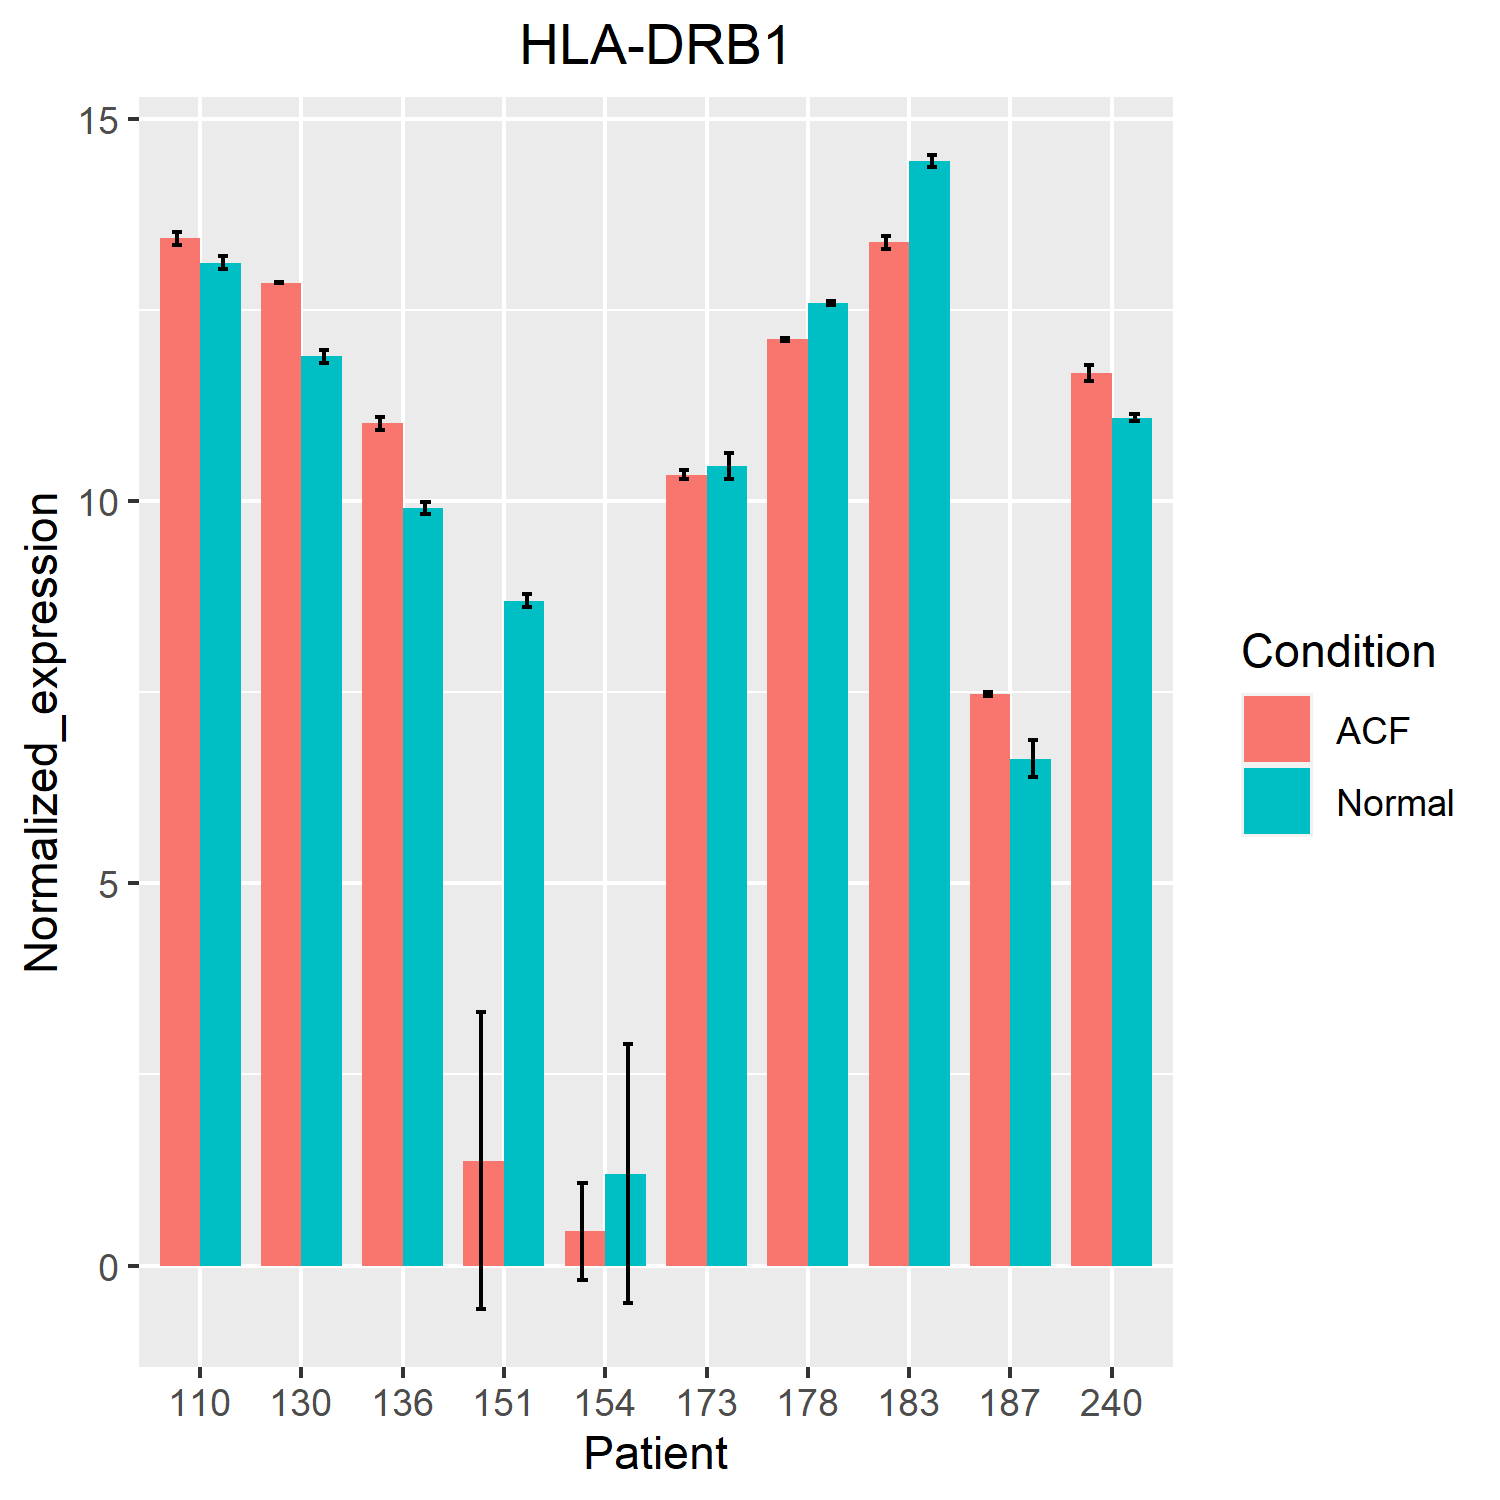 HLA-DRB1
15
10
5
0
Normalized_expression
110 130 136 151 154 173 178 183 187 240
Patient
Condition
ACF
Normal